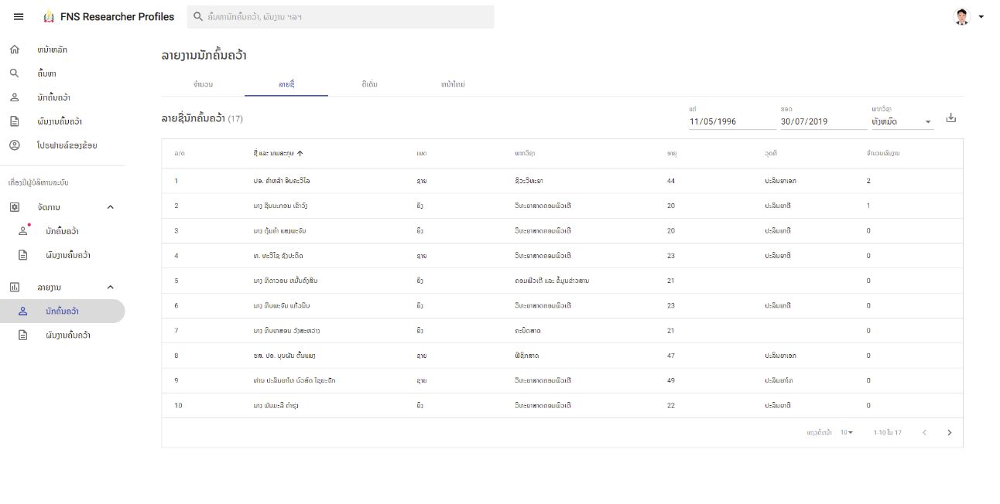 FNS Researcher Profiles
ຄົ້ນຫານັກຄົ້ນຄວ້າ, ຜົນງານ ຯລຯ
ໜ້າຫລັກ
ຄົ້ນຫາ
ນັກຄົ້ນຄວ້າ
ຜົນງານຄົ້ນຄວ້າ
ໂປຣຟາຍລ໌ຂອງຂ້ອຍ
ເຄື່ອງມືຜູ້ບໍລິຫານລະບົບ
ຈັດການ
ນັກຄົ້ນຄວ້າ
ຜົນງານຄົ້ນຄວ້າ
ລາຍງານ
ນັກຄົ້ນຄວ້າ
ຜົນງານຄົ້ນຄວ້າ
ລາຍງານນັກຄົ້ນຄວ້າ
ຈຳນວນ ລາຍຊື່ ດີເດັ່ນ ໜ້າໃໝ່
ລາຍຊື່ນັກຄົ້ນຄວ້າ (17)
ແຕ່ ຮອດ ພາກວິຊາ
11/05/1996 30/07/2019 ທັງຫມົດ
ລ/ດ ຊື່ ແລະ ນາມສະກຸນ ເພດ ພາກວິຊາ ອາຍຸ ວຸດທິ ຈຳນວນຜົນງານ
1 ປອ. ຄຳຫລ້າ ອິນຄະວິໄລ ຊາຍ ຊີວະວິທະຍາ 44 ປະລິນຍາເອກ 2
2 ນາງ ຊົມນະກອນ ເຊົາວົງ ຍິງ ວິທະຍາສາດຄອມພິວເຕີ 20 ປະລິນຍາຕີ 1
3 ນາງ ຕຸ້ມຄຳ ແສງພະຈັນ ຍິງ ວິທະຍາສາດຄອມພິວເຕີ 20 ປະລິນຍາຕີ 0
4 ທ. ທະວີໂຊ ຊົງປະດິດ ຊາຍ ວິທະຍາສາດຄອມພິວເຕີ 23 ປະລິນຍາຕີ 0
5 ນາງ ທິດາວອນ ຫມັ້ນຄົງສິນ ຍິງ ຄອມພິວເຕີ ແລະ ຂໍ້ມູນຂ່າວສານ 21 0
6 ນາງ ທິບພະຈັນ ແກ້ວພິມ ຍິງ ວິທະຍາສາດຄອມພິວເຕີ 23 ປະລິນຍາຕີ 0
7 ນາງ ທິບເກສອນ ວົງສະຫວ່າງ ຍິງ ຄະນິດສາດ 21 0
8 ຮສ. ປອ. ບຸນຜັນ ຕົ້ນແພງ ຊາຍ ຟີຊິກສາດ 47 ປະລິນຍາເອກ 0
9 ທ່ານ ປະລິນຍາໂທ ບົວສົດ ໄຊຍະຈັກ ຊາຍ ວິທະຍາສາດຄອມພິວເຕີ 49 ປະລິນຍາໂທ 0
10 ນາງ ພັນມະລີ ຄຳຮຸ່ງ ຍິງ ວິທະຍາສາດຄອມພິວເຕີ 22 ປະລິນຍາຕີ 0
ແຖວຕໍ່ໜ້າ 10 1-10 ໃນ 17